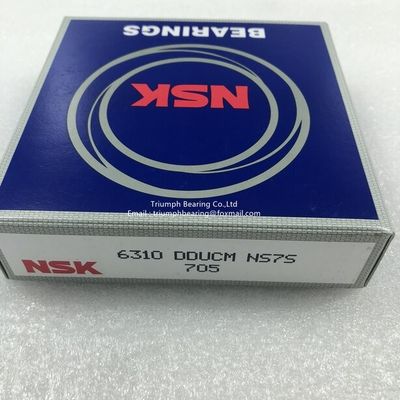 BEARINGS
NSK
Triumph Bearing Co.,Ltd
Email : triumphbearing@foxmail.com
NSK 6310 DDUCM NS7S
705